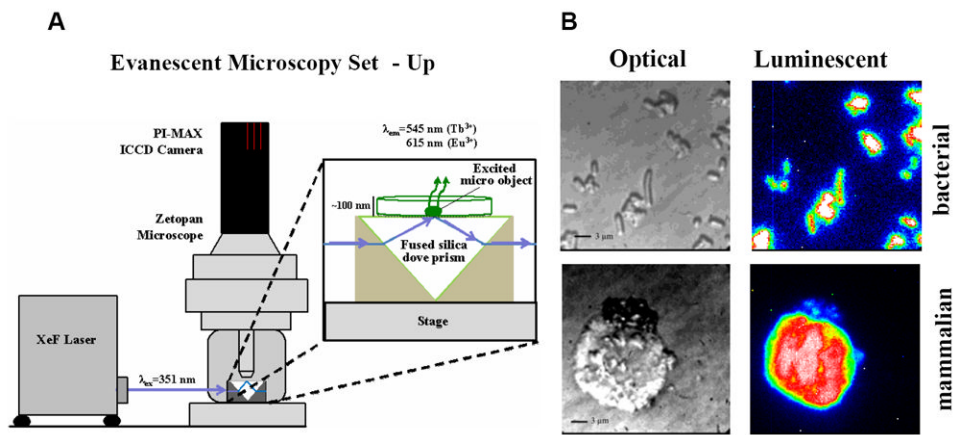 A
Evanescent Microscopy Set - Up
PI-MAX
ICCD Camera
Zetopan
Microscope
XeF Laser
λex=351 nm
λem=545 nm (Tb³⁺)
615 nm (Eu³⁺)
Excited
micro object
~100 nm
Fused silica
dove prism
Stage
B
Optical
Luminescent
3 µm
bacterial
3 µm
mammalian